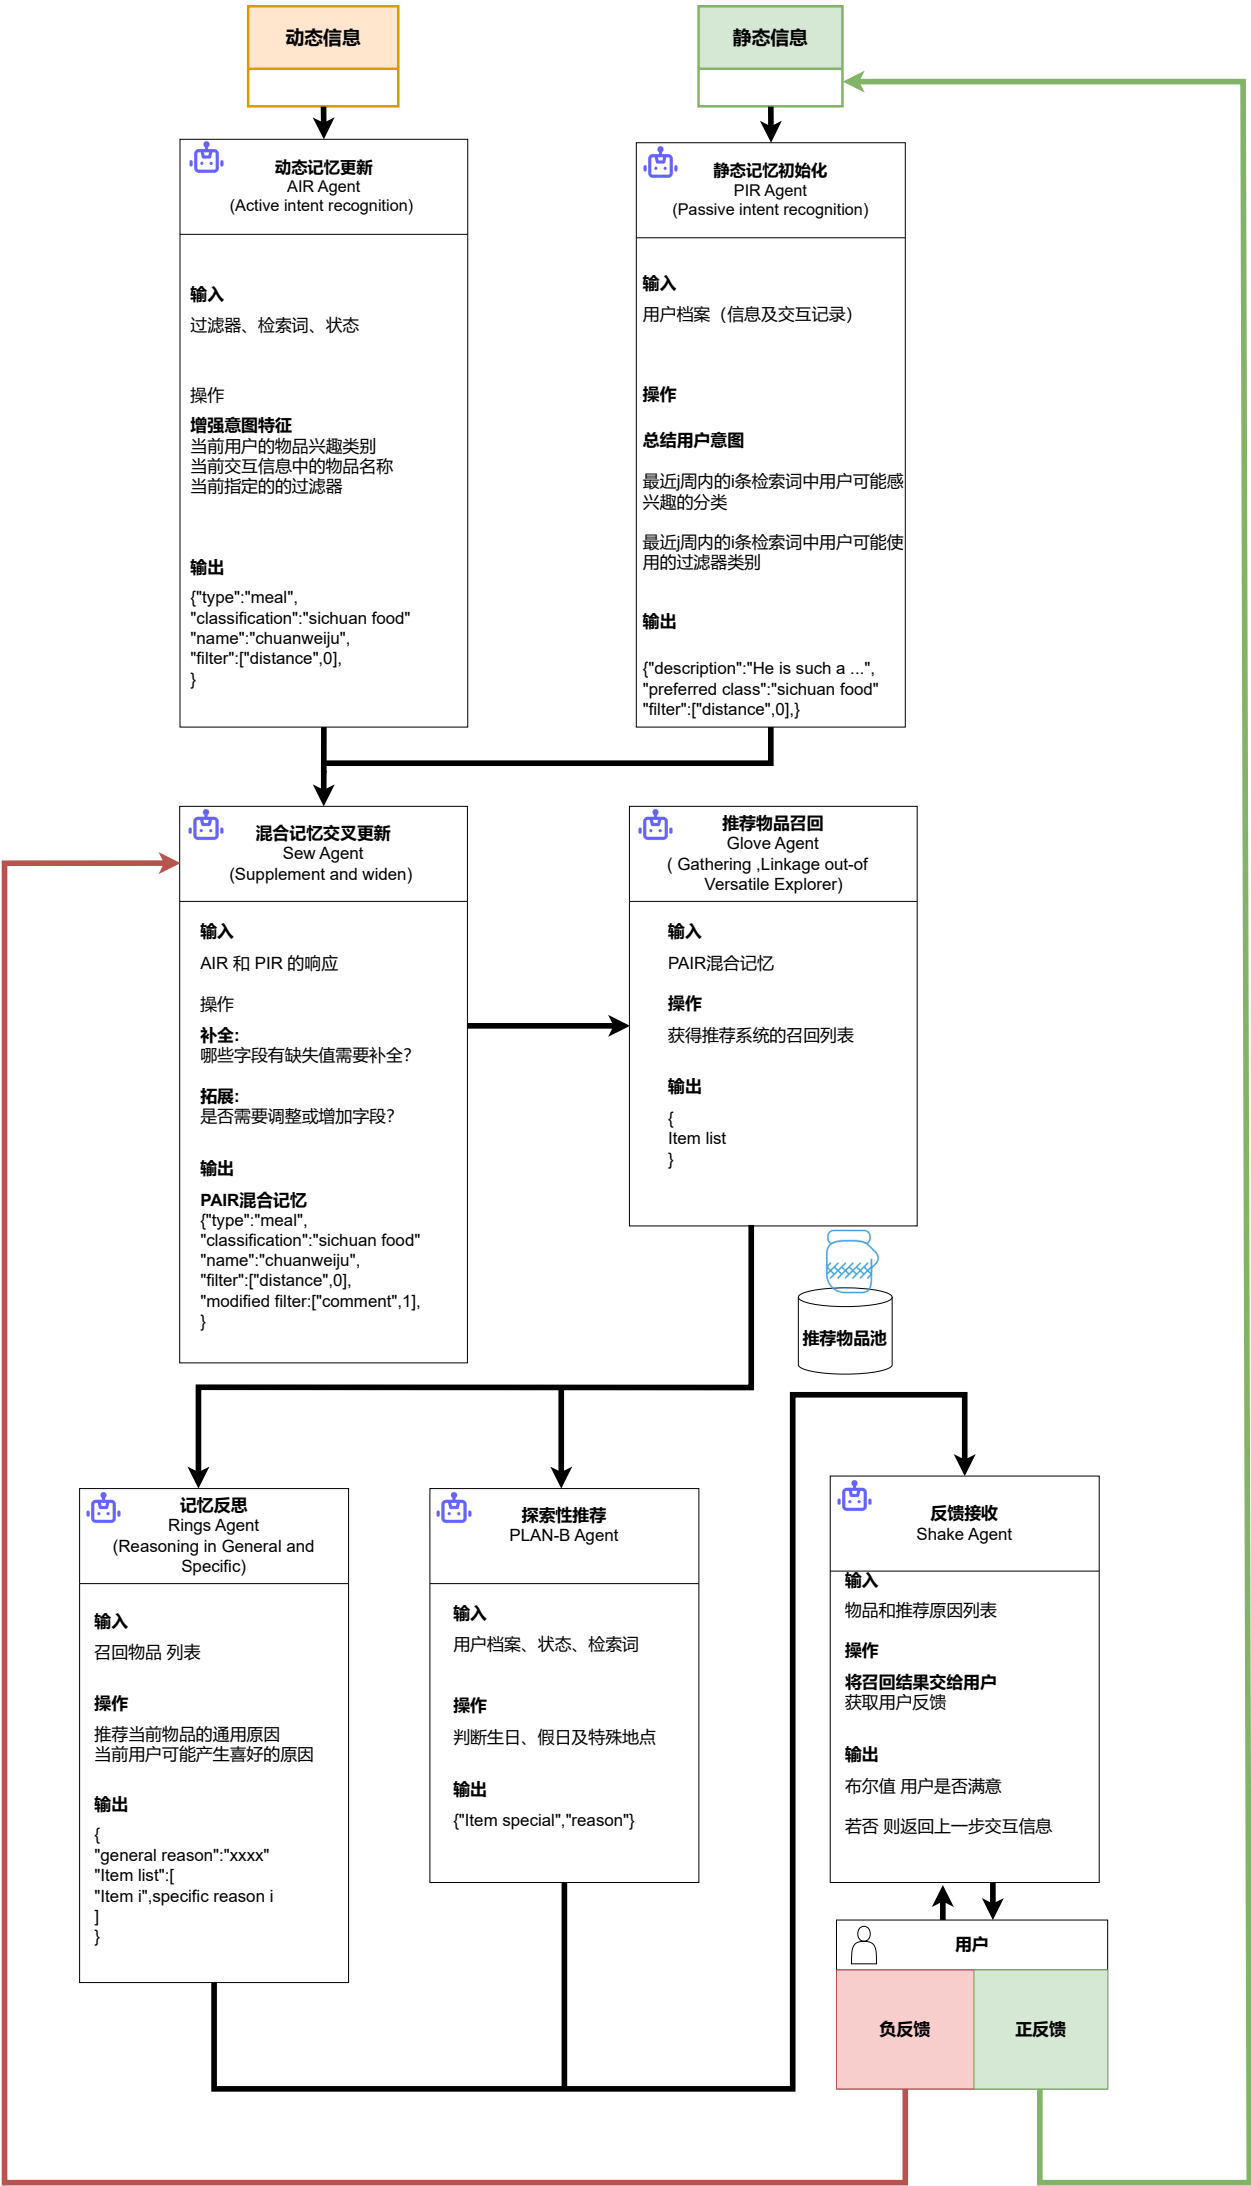 动态信息
静态信息
动态记忆更新
AIR Agent
(Active intent recognition)
输入
过滤器、检索词、状态
操作
增强意图特征
当前用户的物品兴趣类别
当前交互信息中的物品名称
当前指定的的过滤器
输出
{"type":"meal",
"classification":"sichuan food"
"name":"chuanweiju",
"filter":["distance",0],
}
静态记忆初始化
PIR Agent
(Passive intent recognition)
输入
用户档案（信息及交互记录）
操作
总结用户意图
最近j周内的i条检索词中用户可能感
兴趣的分类
最近j周内的i条检索词中用户可能使
用的过滤器类别
输出
{"description":"He is such a ...",
"preferred class":"sichuan food"
"filter":["distance",0],}
混合记忆交叉更新
Sew Agent
(Supplement and widen)
输入
AIR 和 PIR 的响应
操作
补全:
哪些字段有缺失值需要补全？
拓展:
是否需要调整或增加字段？
输出
PAIR混合记忆
{"type":"meal",
"classification":"sichuan food"
"name":"chuanweiju",
"filter":["distance",0],
"modified filter:["comment",1],
}
推荐物品召回
Glove Agent
( Gathering ,Linkage out-of
Versatile Explorer)
输入
PAIR混合记忆
操作
获得推荐系统的召回列表
输出
{
Item list
}
推荐物品池
记忆反思
Rings Agent
(Reasoning in General and
Specific)
输入
召回物品 列表
操作
推荐当前物品的通用原因
当前用户可能产生喜好的原因
输出
{
"general reason":"xxxx"
"Item list":[
"Item i",specific reason i
]
}
探索性推荐
PLAN-B Agent
输入
用户档案、状态、检索词
操作
判断生日、假日及特殊地点
输出
{"Item special","reason"}
反馈接收
Shake Agent
输入
物品和推荐原因列表
操作
将召回结果交给用户
获取用户反馈
输出
布尔值 用户是否满意
若否 则返回上一步交互信息
用户
负反馈
正反馈